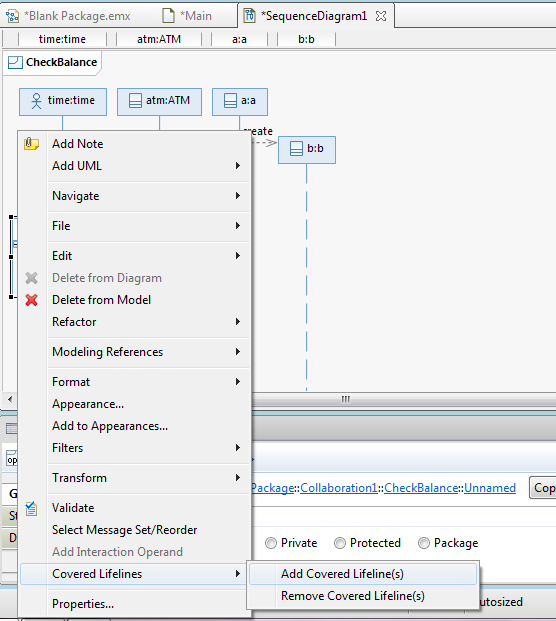 *Blank Package.emx *Main *SequenceDiagram1
time:time atm:ATM a:a b:b
CheckBalance
time:time atm:ATM a:a
create
b:b
Add Note
Add UML
Navigate
File
Edit
Delete from Diagram
Delete from Model
Refactor
Modeling References
Format
Appearance...
Add to Appearances...
Filters
Transform
Package::Collaboration1::CheckBalance::Unnamed Cop
Validate
Select Message Set/Reorder
Add Interaction Operand
Private Protected Package
Covered Lifelines
Add Covered Lifeline(s)
Remove Covered Lifeline(s)
Properties...
utosized